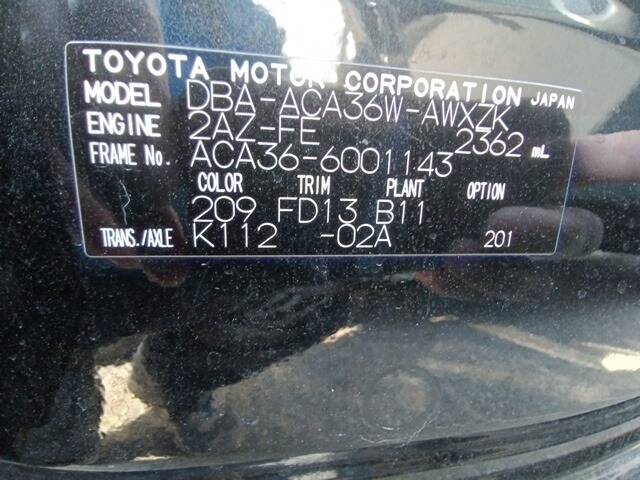 TOYOTA MOTOR CORPORATION JAPAN
MODEL DBA-ACA36W-AWXZK
ENGINE 2AZ-FE 2362 mL
FRAME No. ACA36-6001143
COLOR TRIM PLANT OPTION
209 FD13 B11
TRANS./AXLE K112 -02A 201